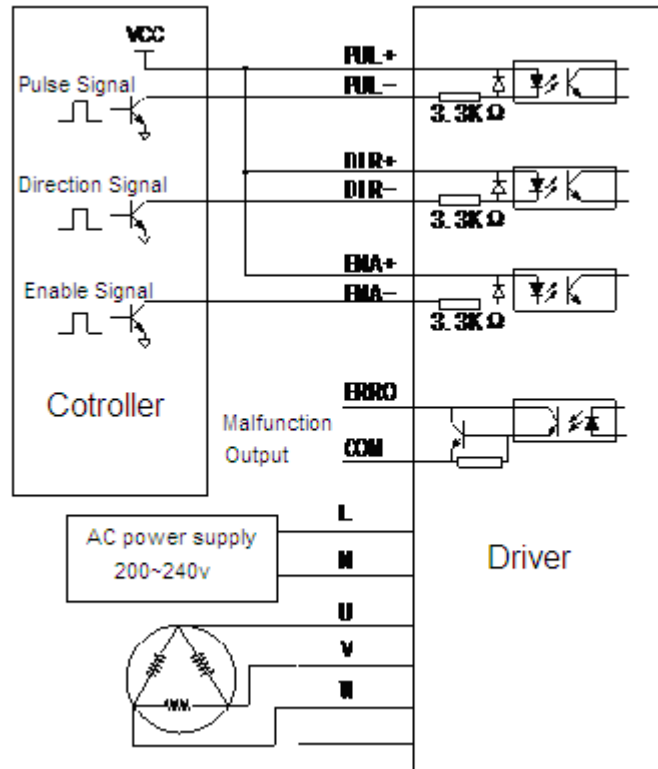 VCC
PUL+
Pulse Signal
PUL-
3.3KΩ
DIR+
Direction Signal
DIR-
3.3KΩ
ENA+
Enable Signal
ENA-
3.3KΩ
ERRO
Cotroller
Malfunction
Output
COM
L
AC power supply
200~240v
N
Driver
U
V
W